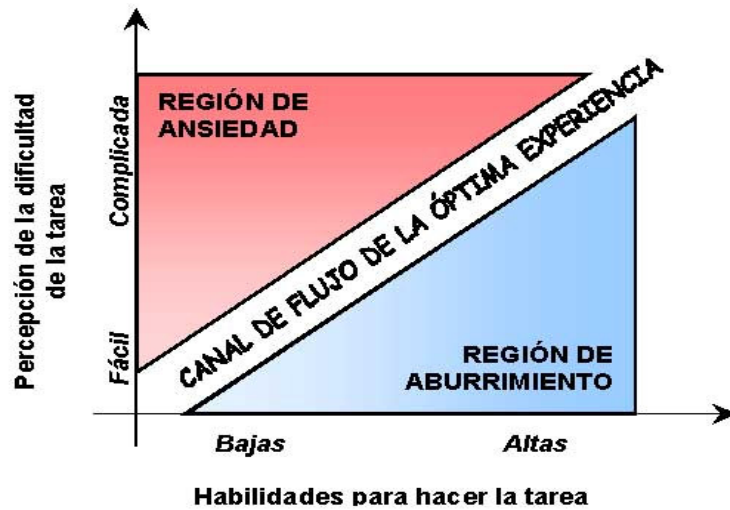 Percepción de la dificultad
de la tarea
Complicada
Fácil
REGIÓN DE
ANSIEDAD
CANAL DE FLUJO DE LA ÓPTIMA EXPERIENCIA
REGIÓN DE
ABURRIMIENTO
Bajas
Altas
Habilidades para hacer la tarea